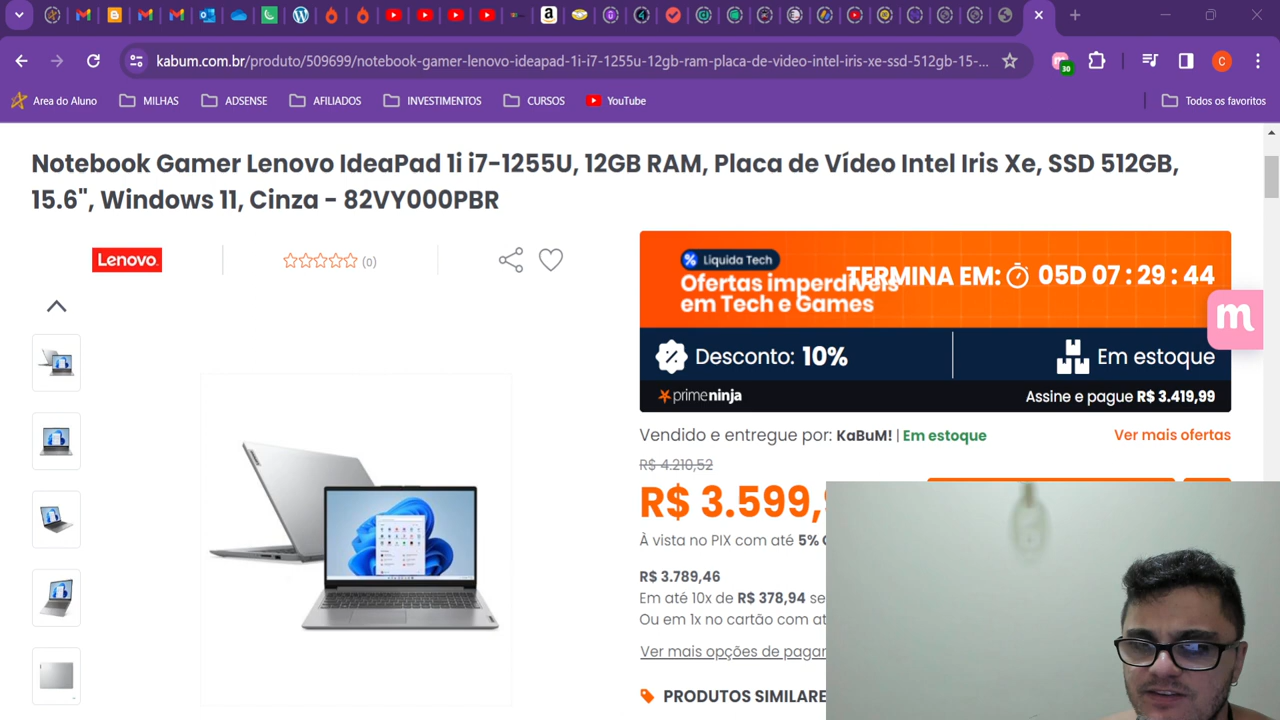 kabum.com.br/produto/509699/notebook-gamer-lenovo-ideapad-1i-i7-1255u-12gb-ram-placa-de-video-intel-iris-xe-ssd-512gb-15-...
30
C
Area do Aluno
MILHAS
ADSENSE
AFILIADOS
INVESTIMENTOS
CURSOS
YouTube
Todos os favoritos
Notebook Gamer Lenovo IdeaPad 1i i7-1255U, 12GB RAM, Placa de Vídeo Intel Iris Xe, SSD 512GB,
15.6", Windows 11, Cinza - 82VY000PBR
Lenovo
(0)
Liquida Tech
Ofertas imperdíveis
em Tech e Games
TERMINA EM: 05D 07 : 29 : 44
m
Desconto: 10%
Em estoque
prime ninja
Assine e pague R$ 3.419,99
Vendido e entregue por: KaBuM! | Em estoque
Ver mais ofertas
R$ 4.210,52
R$ 3.599,
À vista no PIX com até 5%
R$ 3.789,46
Em até 10x de R$ 378,94 se
Ou em 1x no cartão com at
Ver mais opções de pagar
PRODUTOS SIMILARE